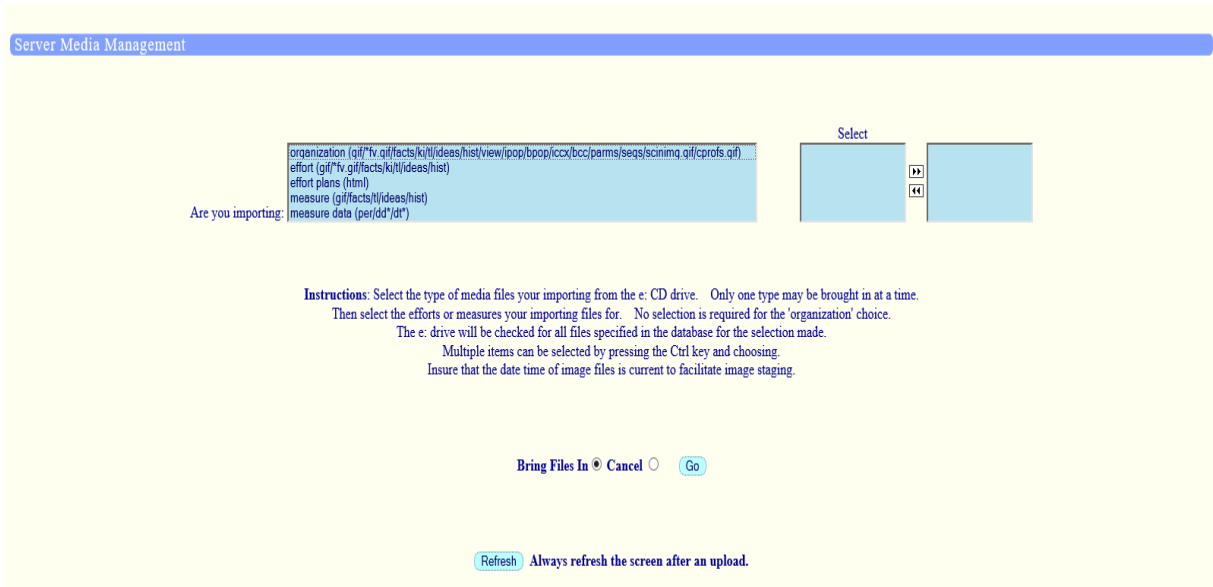 Server Media Management
Select
organization (gif/*fv.gif/facts/ki/tl/ideas/hist/view/ipop/bpop/iccx/bcc/parms/seqs/scinimg.gif/cprofs.gif)
effort (gif/*fv.gif/facts/ki/tl/ideas/hist)
effort plans (html)
measure (gif/facts/tl/ideas/hist)
Are you importing: measure data (per/dd*/dt*)
Instructions: Select the type of media files your importing from the e: CD drive. Only one type may be brought in at a time.
Then select the efforts or measures your importing files for. No selection is required for the 'organization' choice.
The e: drive will be checked for all files specified in the database for the selection made.
Multiple items can be selected by pressing the Ctrl key and choosing.
Insure that the date time of image files is current to facilitate image staging.
Bring Files In Cancel Go
Refresh Always refresh the screen after an upload.